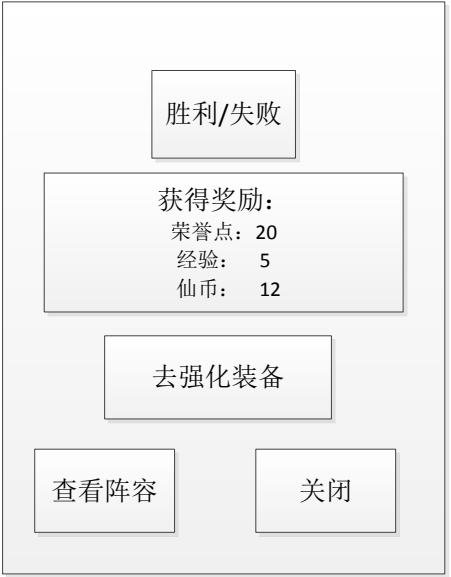 胜利/失败
获得奖励：
荣誉点：20
经验： 5
仙币： 12
去强化装备
查看阵容
关闭